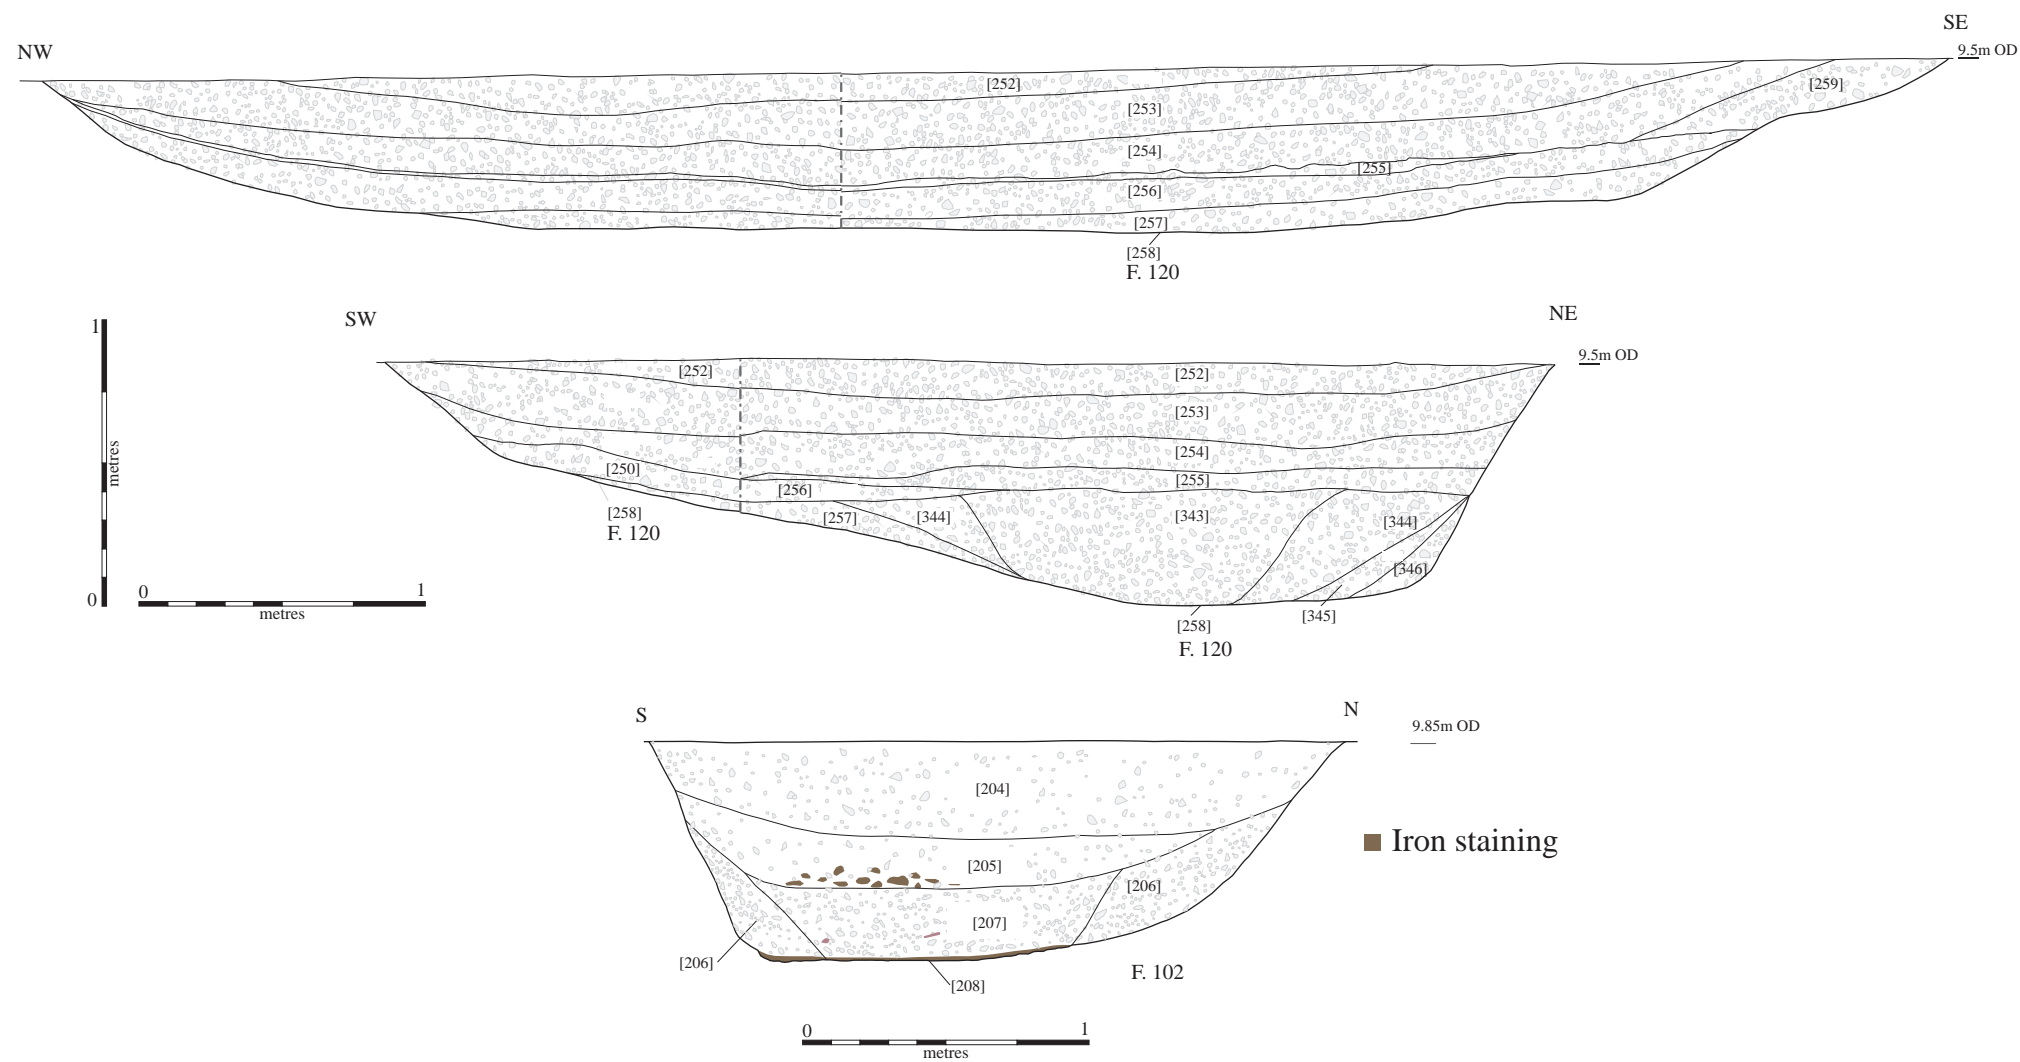 NW
SE
9.5m OD
[252]
[253]
[259]
[254]
[255]
[256]
[257]
[258]
F. 120
SW
NE
9.5m OD
1
metres
0
0
1
metres
[252]
[252]
[253]
[254]
[250]
[255]
[256]
[258]
F. 120
[257]
[344]
[343]
[344]
[346]
[345]
[258]
F. 120
S
N
9.85m OD
[204]
Iron staining
[205]
[206]
[207]
[206]
F. 102
[208]
0
1
metres